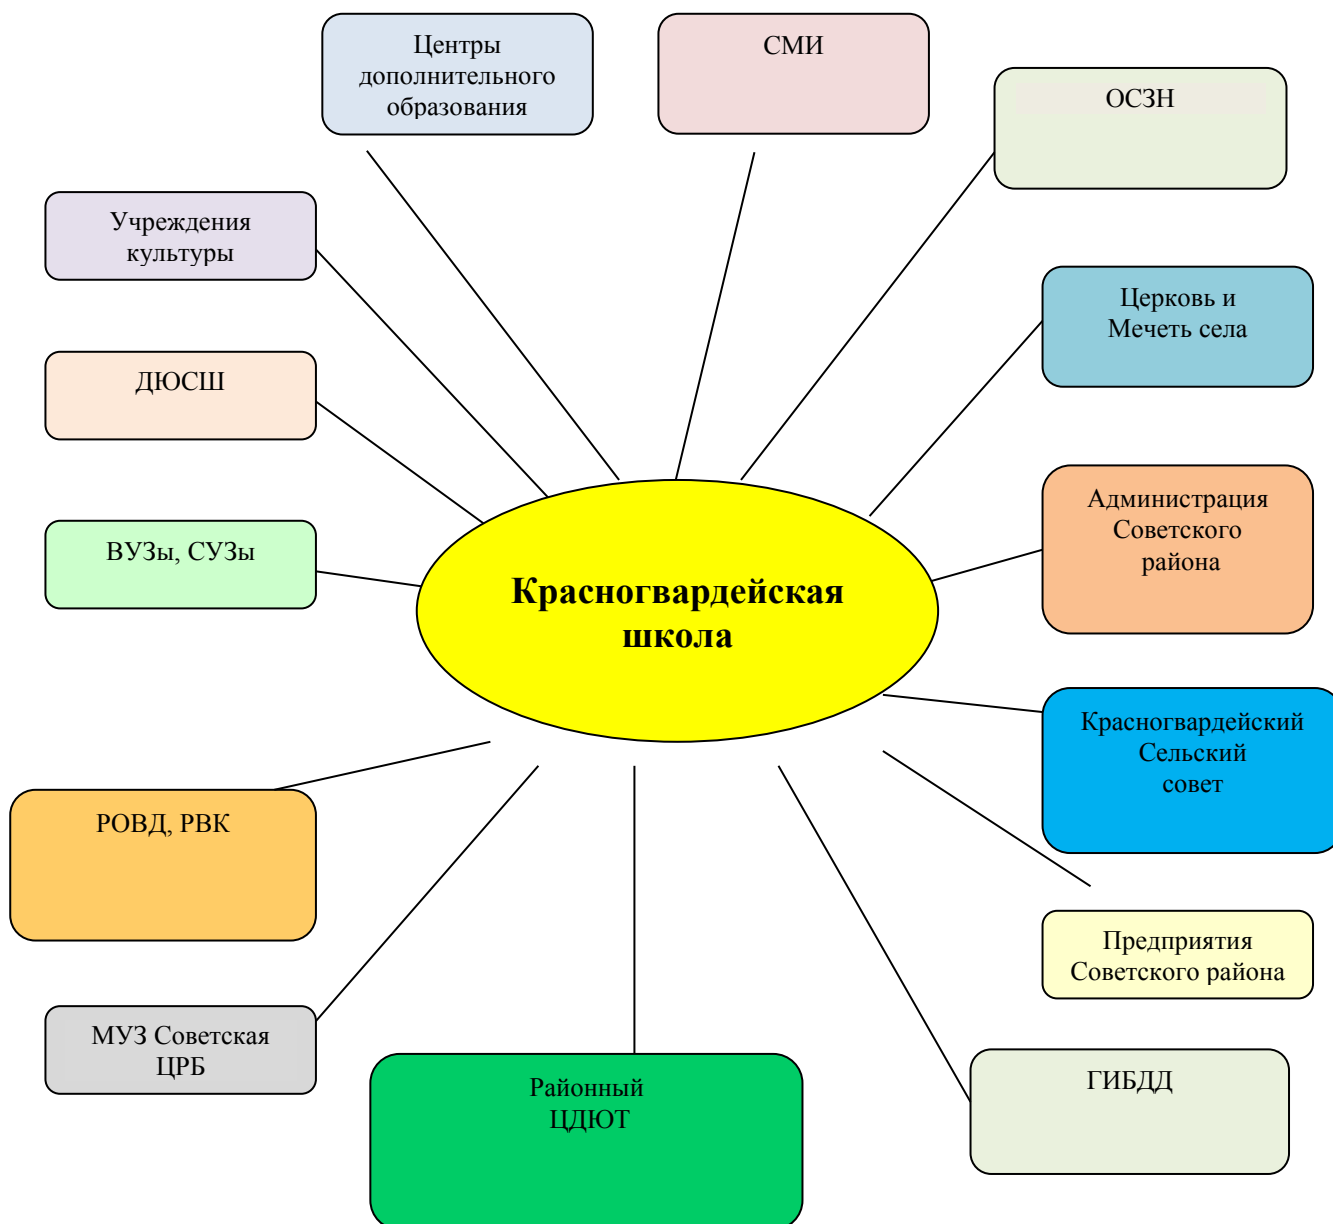 Центры
дополнительного
образования
СМИ
ОСЗН
Учреждения
культуры
Церковь и
Мечеть села
ДЮСШ
Администрация
Советского
района
ВУЗы, СУЗы
Красногвардейская
школа
Красногвардейский
Сельский
совет
РОВД, РВК
Предприятия
Советского района
МУЗ Советская
ЦРБ
Районный
ЦДЮТ
ГИБДД